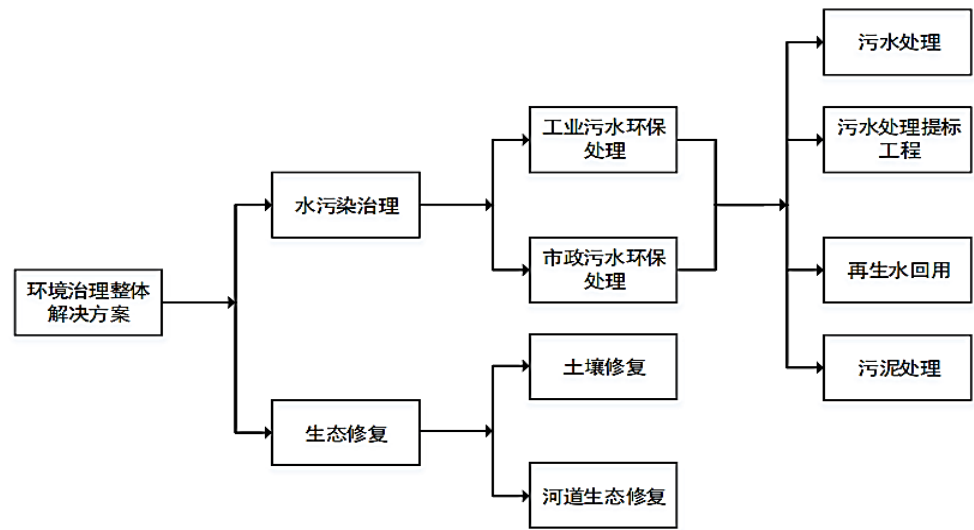 环境治理整体
解决方案
水污染治理
生态修复
工业污水环保
处理
市政污水环保
处理
土壤修复
河道生态修复
污水处理
污水处理提标
工程
再生水回用
污泥处理